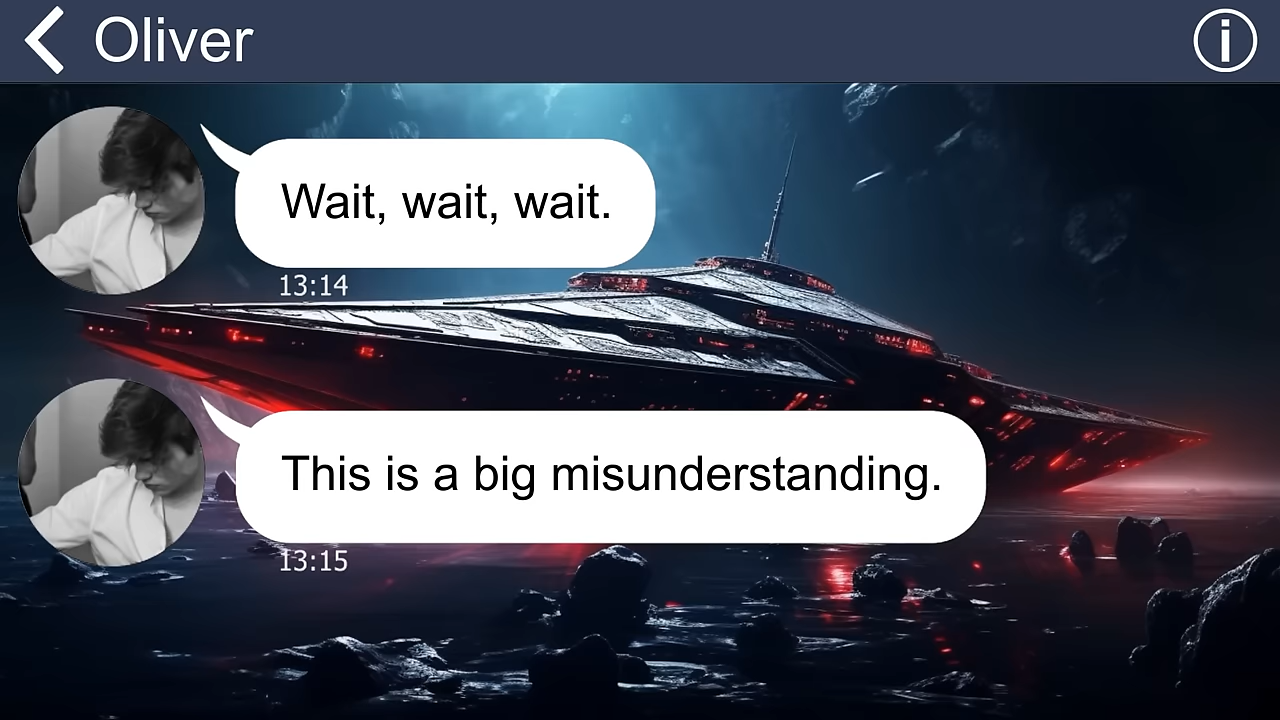 Oliver
Wait, wait, wait.
13:14
This is a big misunderstanding.
13:15